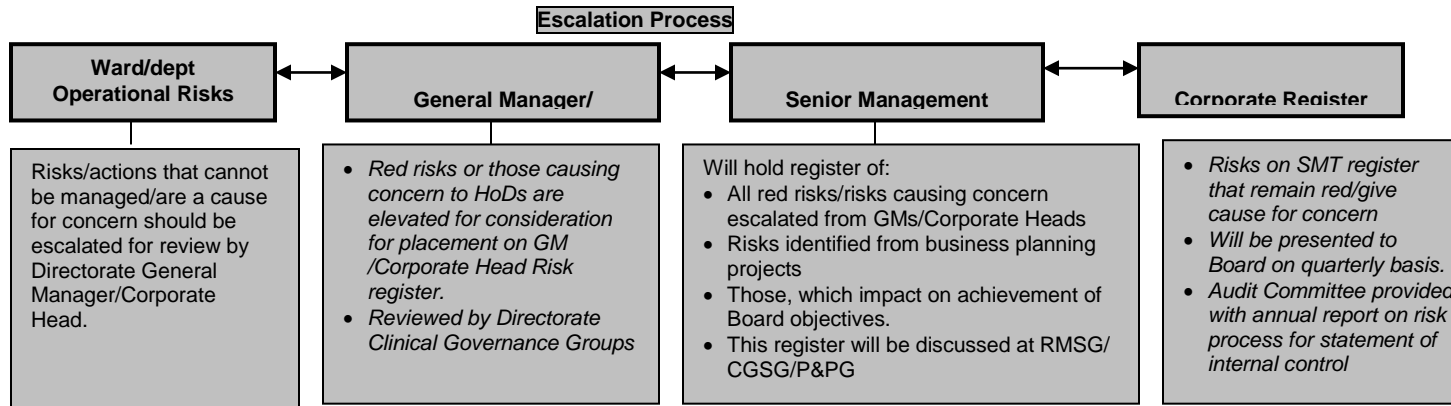 Escalation Process
Ward/dept
Operational Risks
General Manager/
Senior Management
Corporate Register
Risks/actions that cannot
be managed/are a cause
for concern should be
escalated for review by
Directorate General
Manager/Corporate
Head.
• Red risks or those causing
concern to HoDs are
elevated for consideration
for placement on GM
/Corporate Head Risk
register.
• Reviewed by Directorate
Clinical Governance Groups
Will hold register of:
• All red risks/risks causing concern
escalated from GMs/Corporate Heads
• Risks identified from business planning
projects
• Those, which impact on achievement of
Board objectives.
• This register will be discussed at RMSG/
CGSG/P&PG
• Risks on SMT register
that remain red/give
cause for concern
• Will be presented to
Board on quarterly basis.
• Audit Committee provided
with annual report on risk
process for statement of
internal control